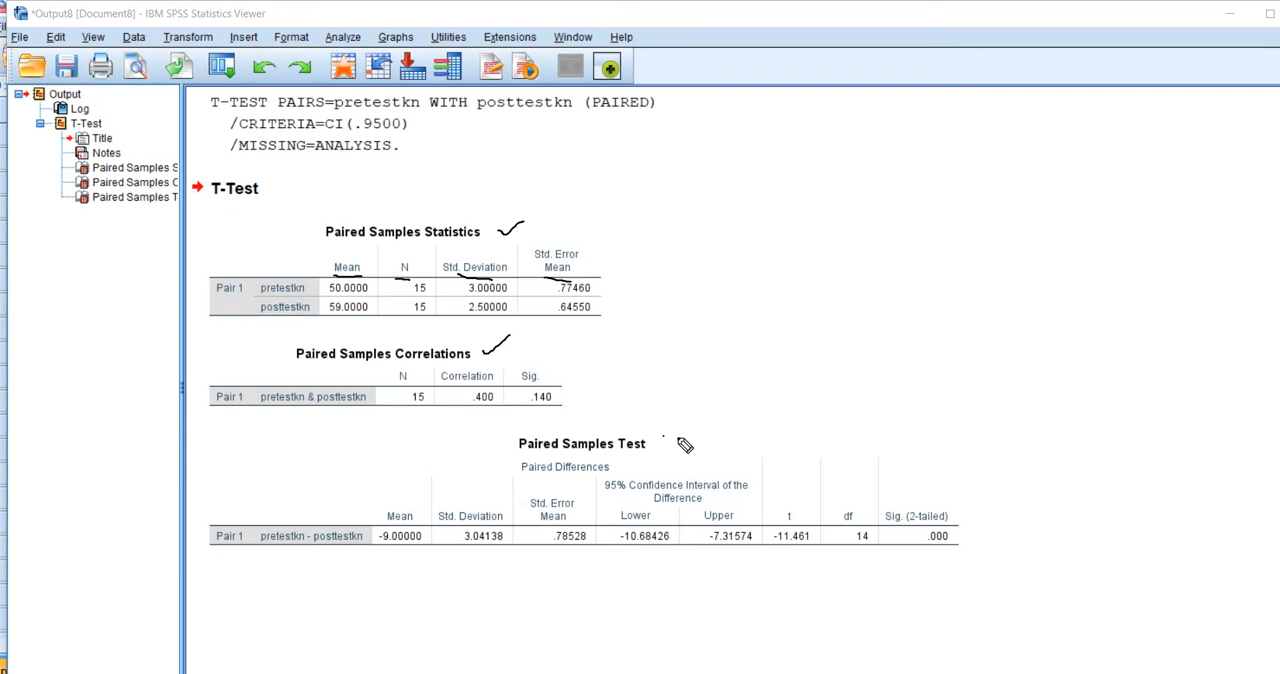 *Output8 [Document8] - IBM SPSS Statistics Viewer
File Edit View Data Transform Insert Format Analyze Graphs Utilities Extensions Window Help
Output
Log
T-Test
Title
Notes
Paired Samples S
Paired Samples C
Paired Samples T
T-TEST PAIRS=pretestkn WITH posttestkn (PAIRED)
/CRITERIA=CI(.9500)
/MISSING=ANALYSIS.
T-Test
Paired Samples Statistics
Mean N Std. Deviation Std. Error Mean
Pair 1 pretestkn 50.0000 15 3.00000 .77460
posttestkn 59.0000 15 2.50000 .64550
Paired Samples Correlations
N Correlation Sig.
Pair 1 pretestkn & posttestkn 15 .400 .140
Paired Samples Test
Paired Differences
95% Confidence Interval of the Difference
Mean Std. Deviation Std. Error Mean Lower Upper t df Sig. (2-tailed)
Pair 1 pretestkn - posttestkn -9.00000 3.04138 .78528 -10.68426 -7.31574 -11.461 14 .000